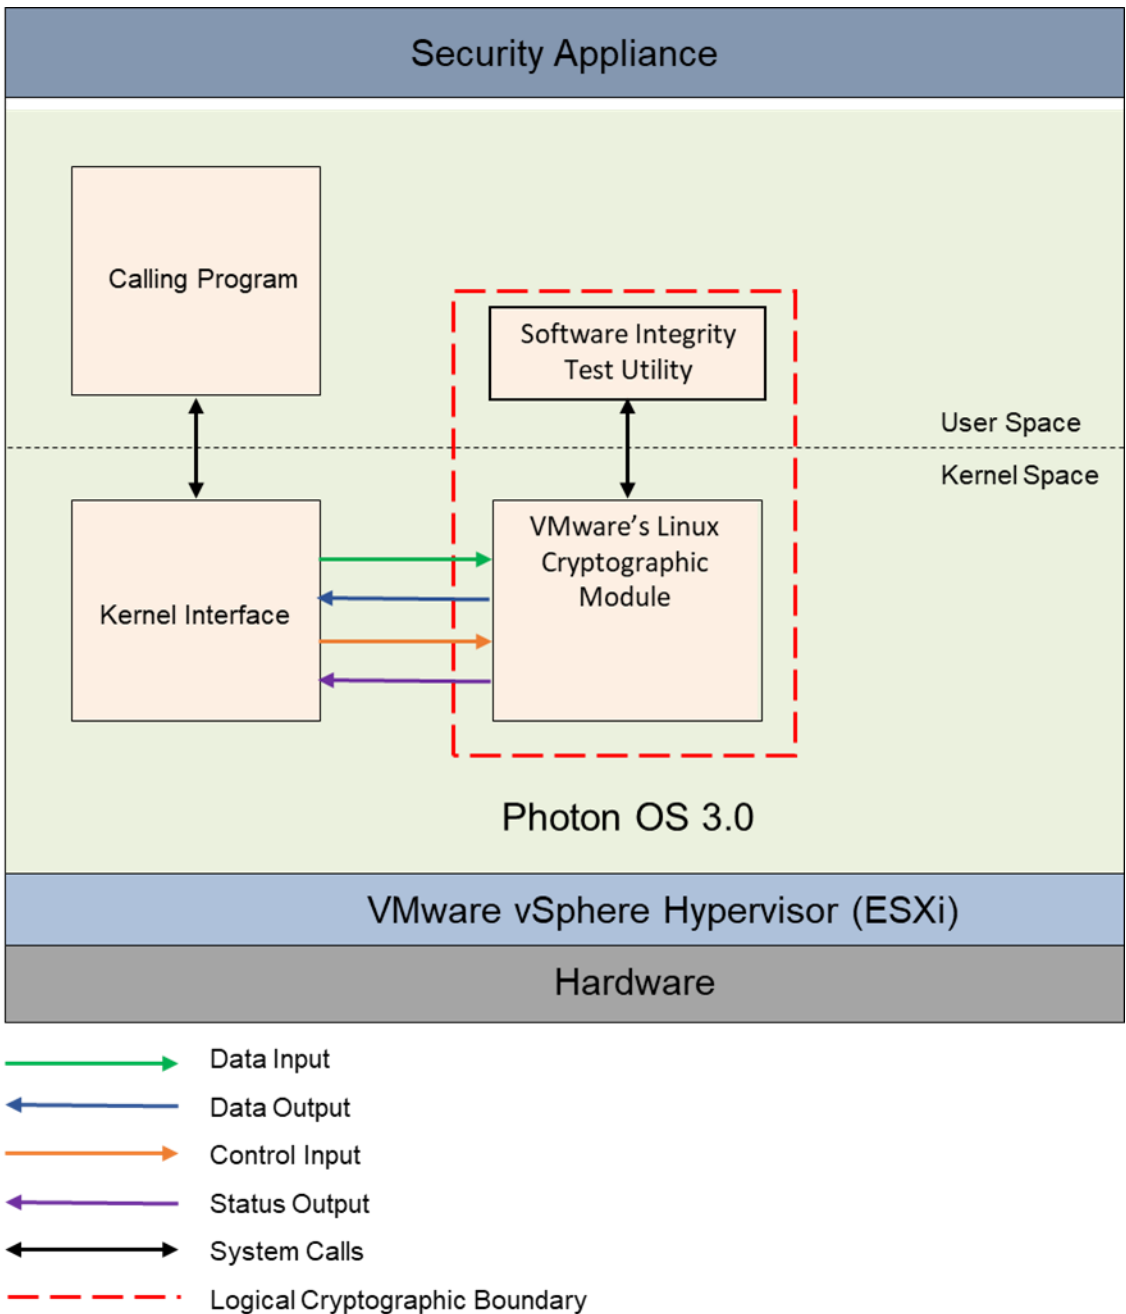 Security Appliance
Calling Program
Software Integrity
Test Utility
User Space
Kernel Space
VMware's Linux
Cryptographic
Module
Kernel Interface
Photon OS 3.0
VMware vSphere Hypervisor (ESXi)
Hardware
Data Input
Data Output
Control Input
Status Output
System Calls
Logical Cryptographic Boundary